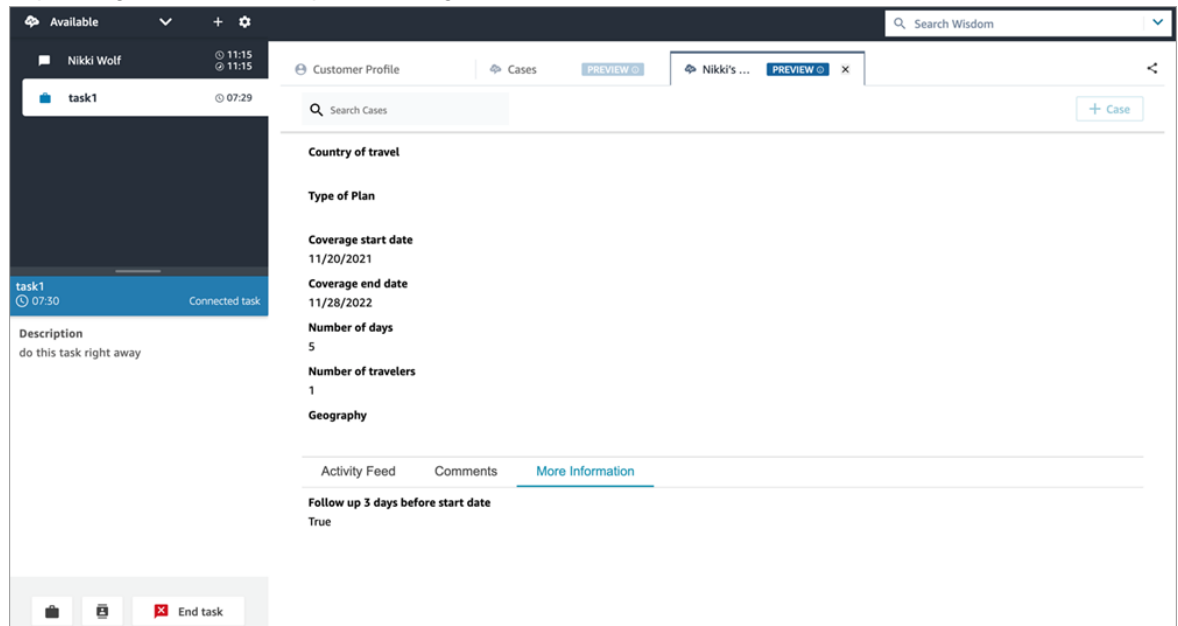 Available
Search Wisdom
Nikki Wolf
11:15
11:15
task1
07:29
Customer Profile
Cases
PREVIEW
Nikki's ...
PREVIEW
Search Cases
+ Case
Country of travel
Type of Plan
Coverage start date
11/20/2021
Coverage end date
11/28/2022
Number of days
5
Number of travelers
1
Geography
task1
07:30
Connected task
Description
do this task right away
Activity Feed
Comments
More Information
Follow up 3 days before start date
True
End task